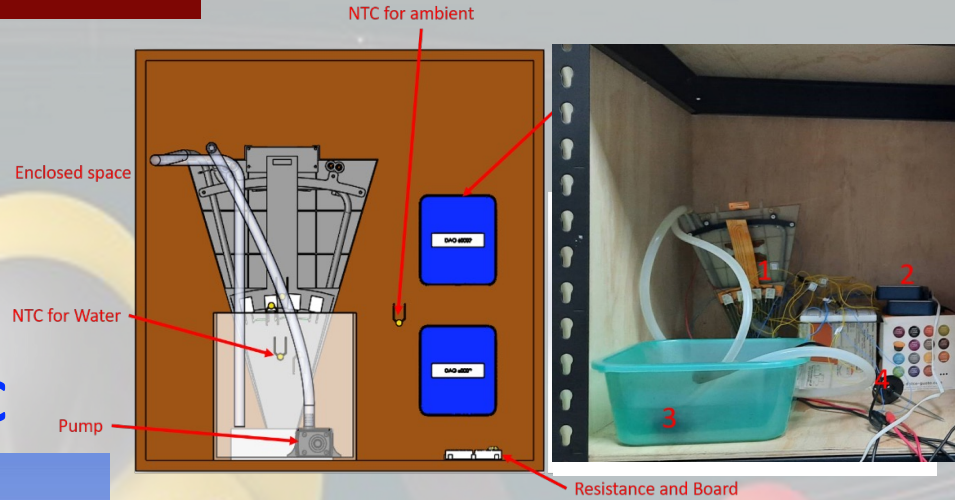 NTC for ambient
Enclosed space
NTC for Water
Pump
Resistance and Board
1
2
3
4